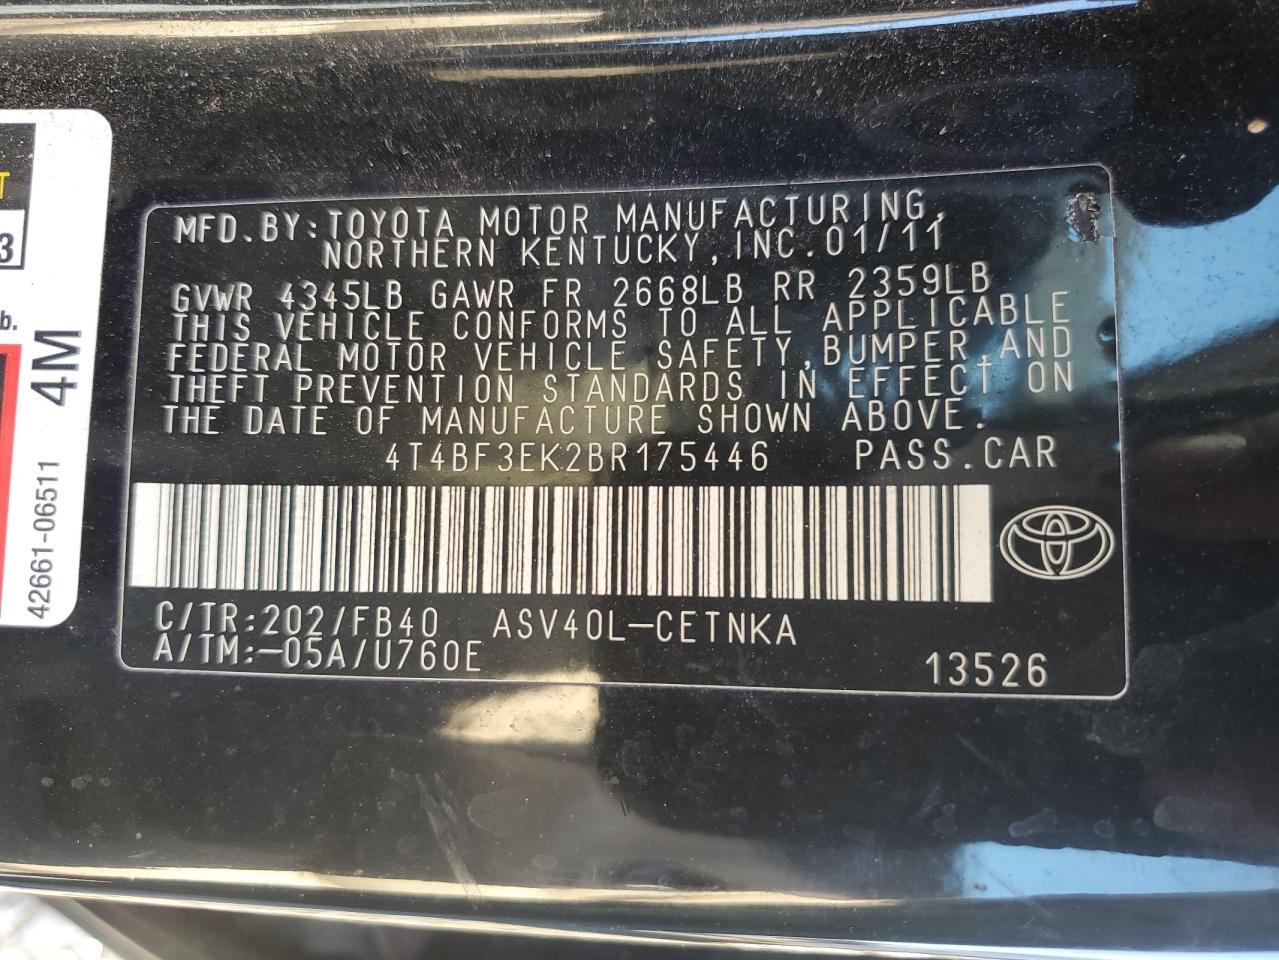 MFD.BY:TOYOTA MOTOR MANUFACTURING,
NORTHERN KENTUCKY,INC.01/11
GVWR 4345LB GAWR FR 2668LB RR 2359LB
THIS VEHICLE CONFORMS TO ALL APPLICABLE
FEDERAL MOTOR VEHICLE SAFETY,BUMPER,AND
THEFT PREVENTION STANDARDS IN EFFECT ON
THE DATE OF MANUFACTURE SHOWN ABOVE.
4T4BF3EK2BR175446 PASS.CAR
C/TR:202/FB40 ASV40L-CETNKA
A/TM:-05A/U760E
13526
T
3
b.
4M
42661-06511